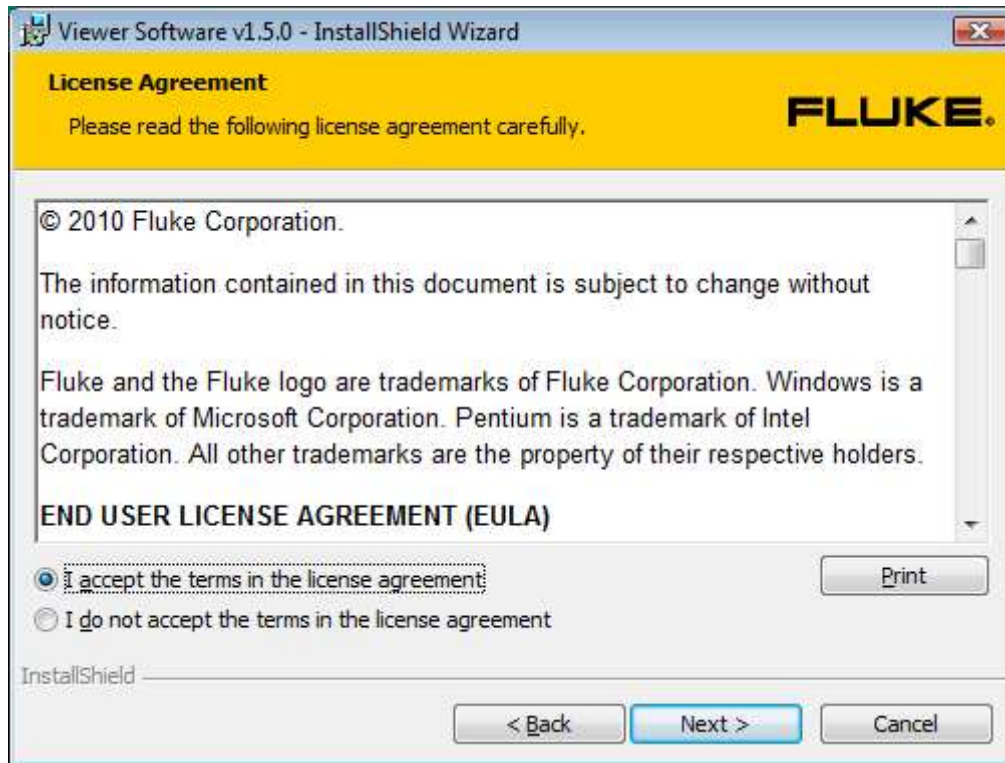 Viewer Software v1.5.0 - InstallShield Wizard
License Agreement
Please read the following license agreement carefully.
FLUKE®
© 2010 Fluke Corporation.
The information contained in this document is subject to change without
notice.
Fluke and the Fluke logo are trademarks of Fluke Corporation. Windows is a
trademark of Microsoft Corporation. Pentium is a trademark of Intel
Corporation. All other trademarks are the property of their respective holders.
END USER LICENSE AGREEMENT (EULA)
I accept the terms in the license agreement
Print
I do not accept the terms in the license agreement
InstallShield
< Back
Next >
Cancel